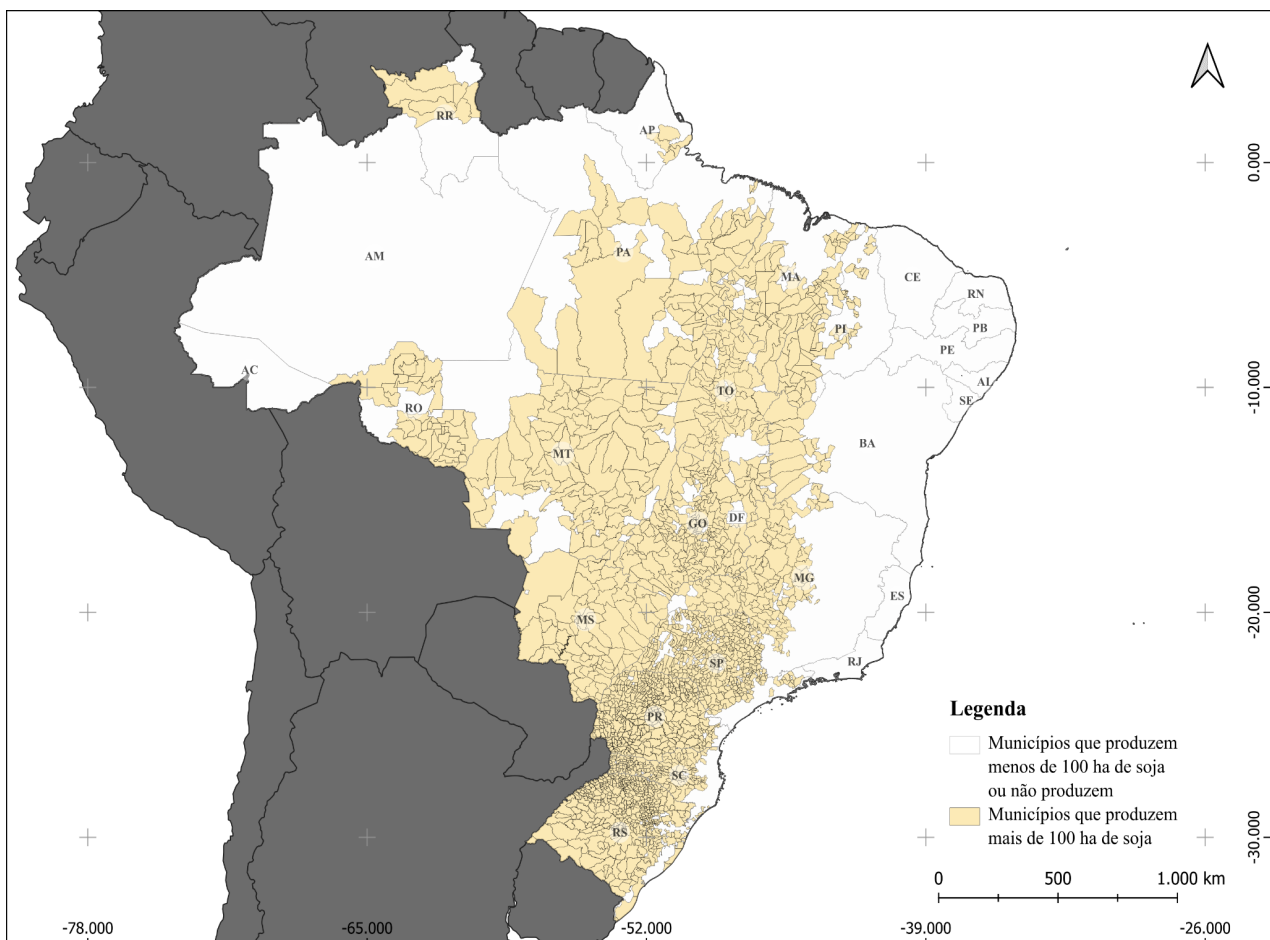 RR
AP
0.000
AM
PA
MA
CE
RN
PI
PB
PE
AC
AL
TO
-10.000
SE
RO
BA
MT
GO
DF
MG
ES
MS
-20.000
SP
RJ
PR
SC
RS
Legenda
Municípios que produzem
menos de 100 ha de soja
ou não produzem
Municípios que produzem
mais de 100 ha de soja
-30.000
0 500 1.000 km
-78.000 -65.000 -52.000 -39.000 -26.000